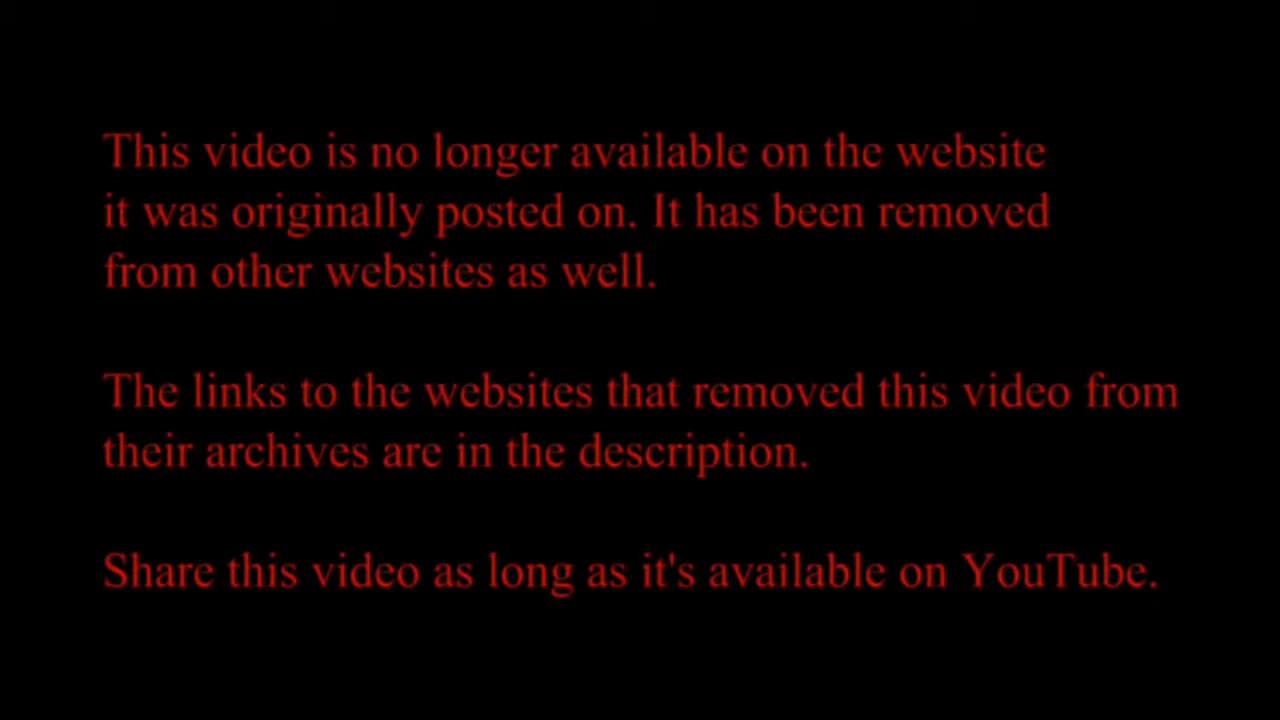 This video is no longer available on the website
it was originally posted on. It has been removed
from other websites as well.
The links to the websites that removed this video from
their archives are in the description.
Share this video as long as it's available on YouTube.